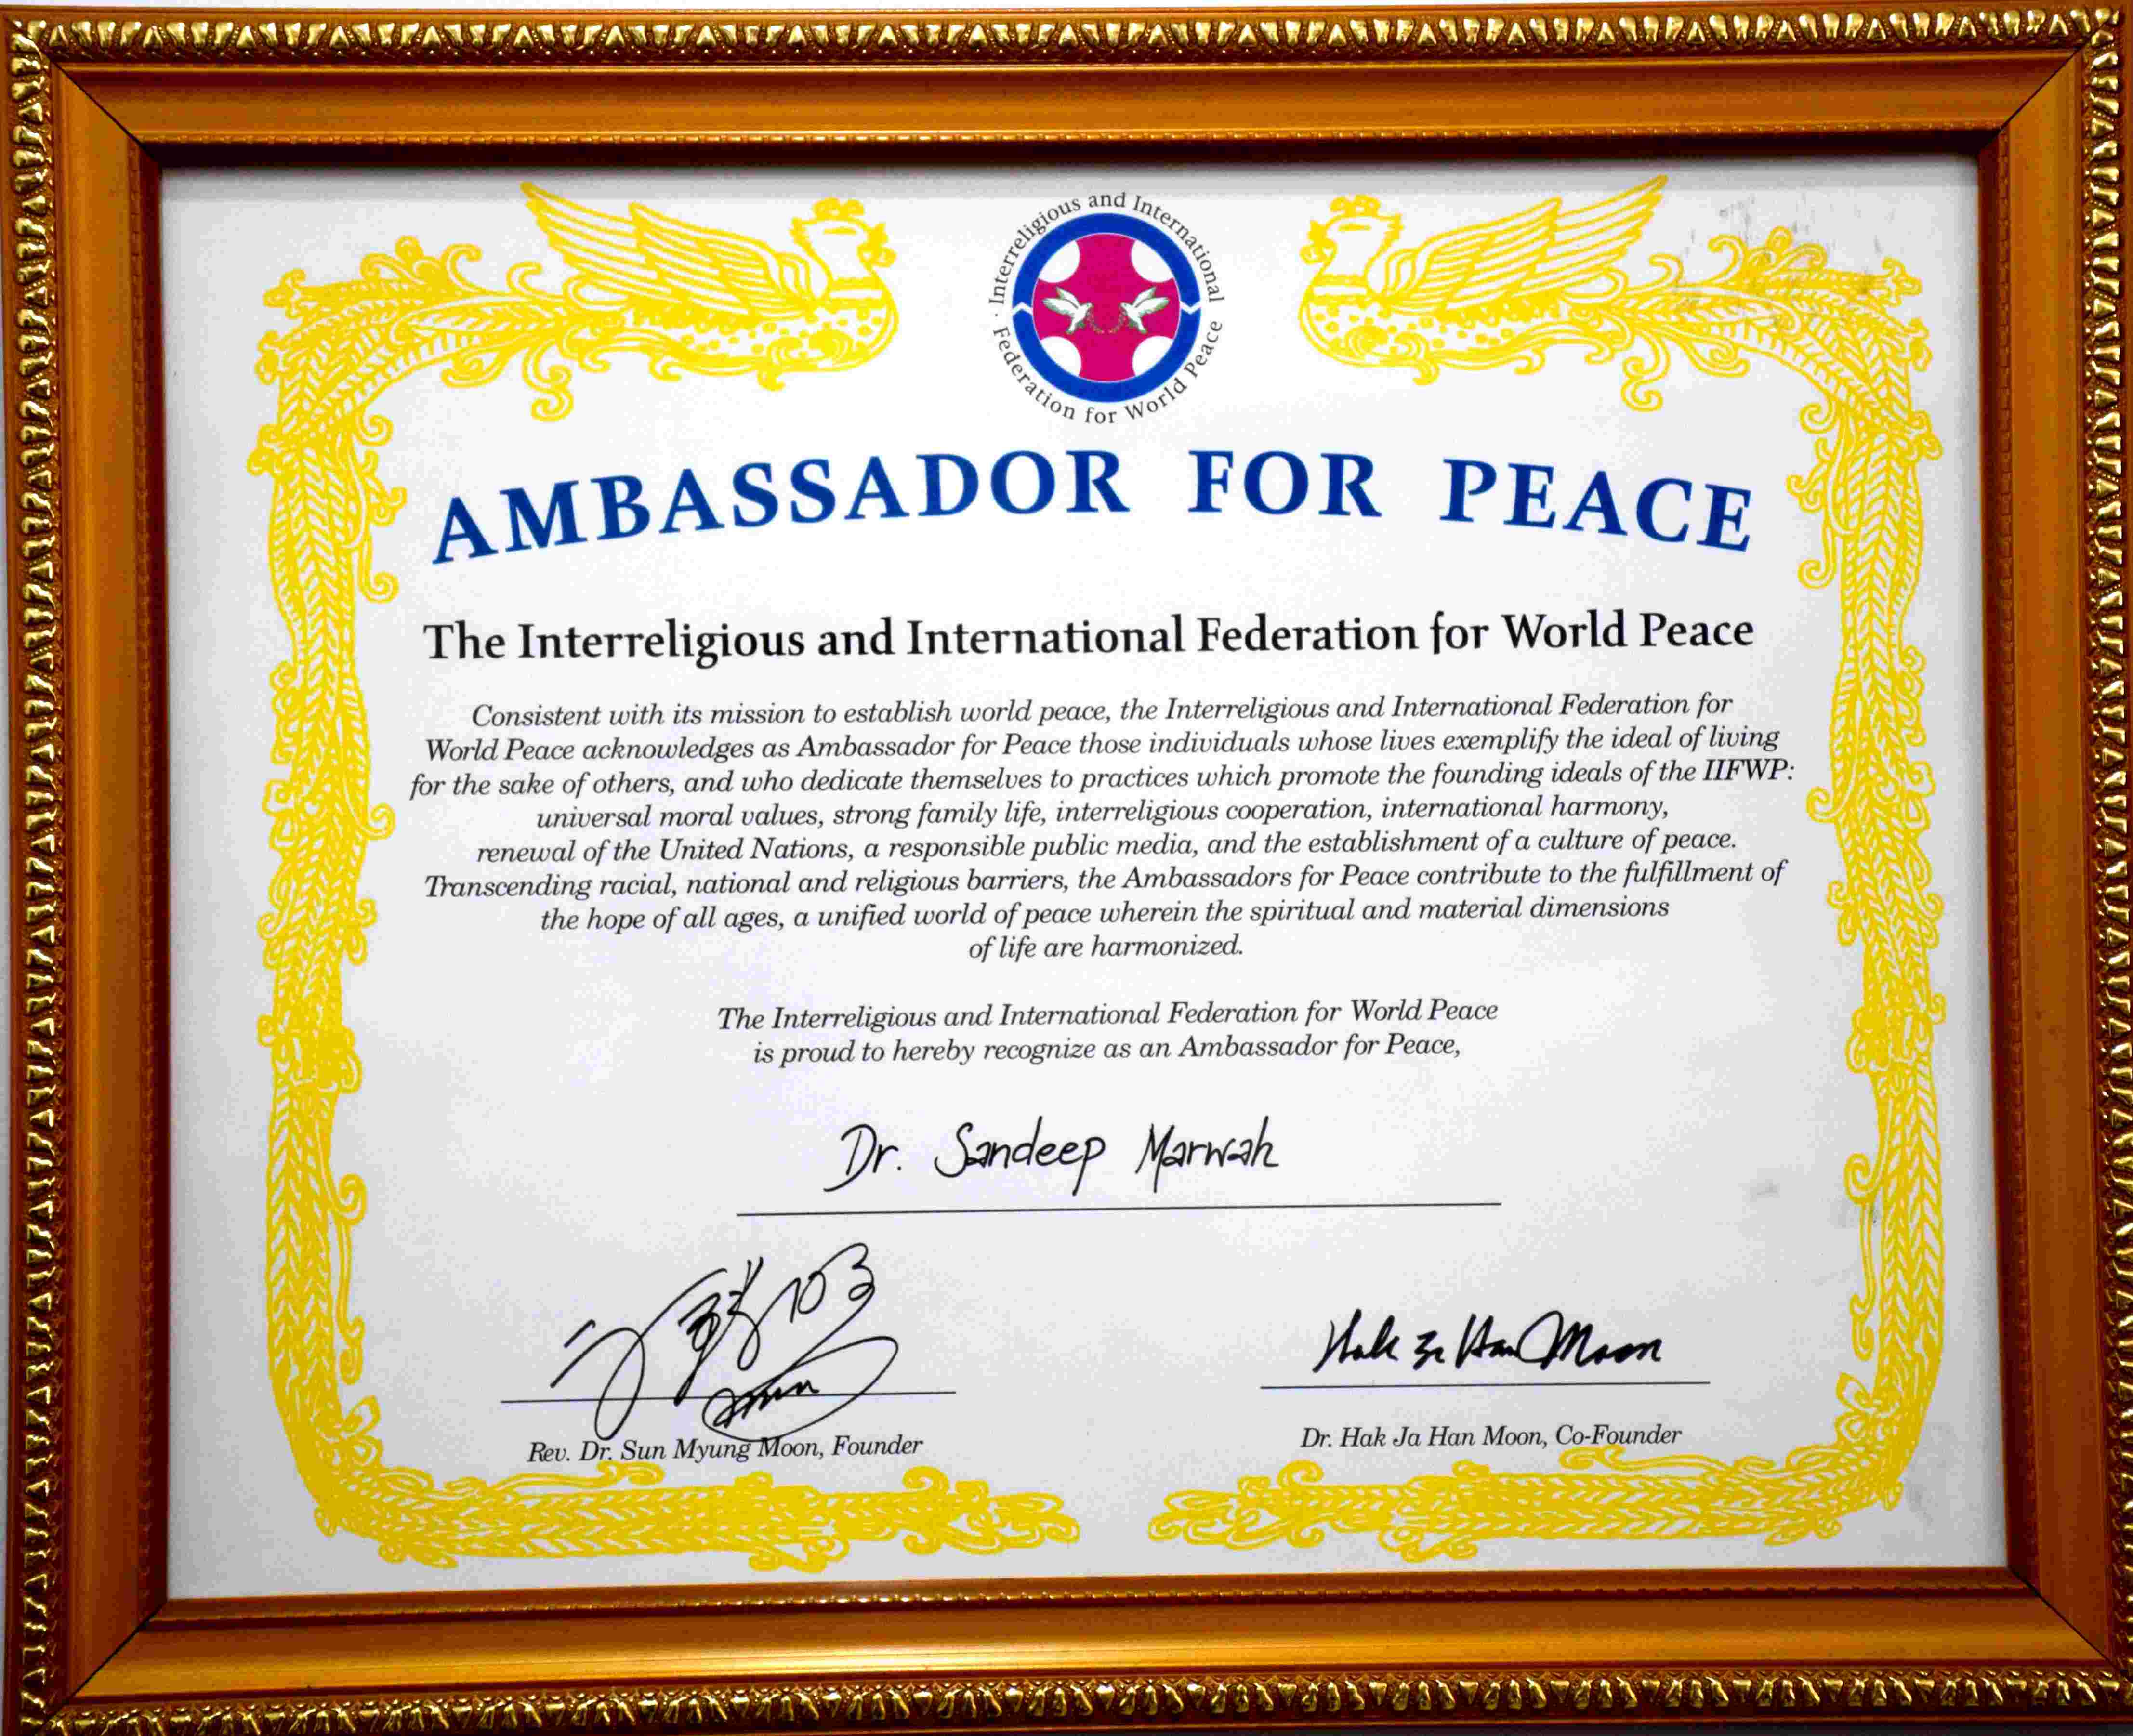 · Interreligious and International
Federation for World Peace
AMBASSADOR FOR PEACE
The Interreligious and International Federation for World Peace
Consistent with its mission to establish world peace, the Interreligious and International Federation for
World Peace acknowledges as Ambassador for Peace those individuals whose lives exemplify the ideal of living
for the sake of others, and who dedicate themselves to practices which promote the founding ideals of the IIFWP:
universal moral values, strong family life, interreligious cooperation, international harmony,
renewal of the United Nations, a responsible public media, and the establishment of a culture of peace.
Transcending racial, national and religious barriers, the Ambassadors for Peace contribute to the fulfillment of
the hope of all ages, a unified world of peace wherein the spiritual and material dimensions
of life are harmonized.
The Interreligious and International Federation for World Peace
is proud to hereby recognize as an Ambassador for Peace,
Dr. Sandeep Marwah
Hak Ja Han Moon
Rev. Dr. Sun Myung Moon, Founder
Dr. Hak Ja Han Moon, Co-Founder